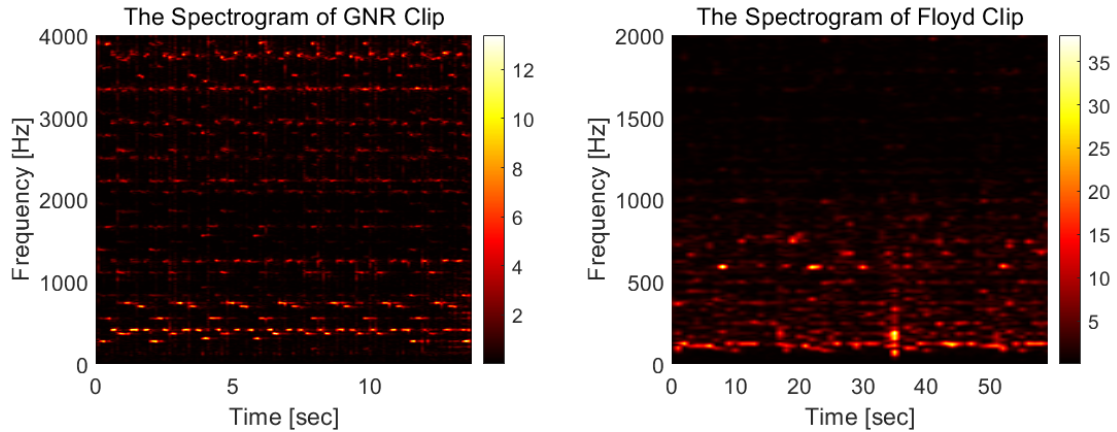 The Spectrogram of GNR Clip
4000
3000
2000
1000
0
Frequency [Hz]
0 5 10
Time [sec]
12
10
8
6
4
2
The Spectrogram of Floyd Clip
2000
1500
1000
500
0
Frequency [Hz]
0 10 20 30 40 50
Time [sec]
35
30
25
20
15
10
5